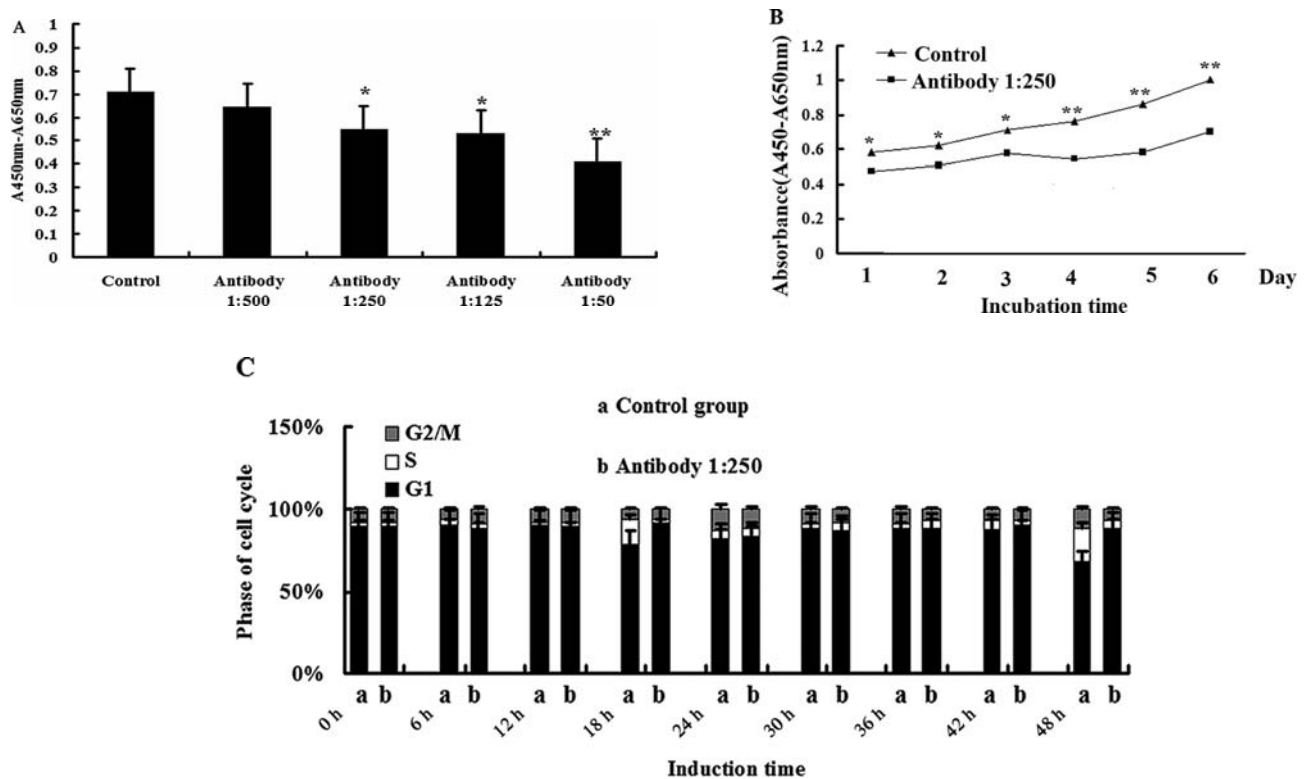 A
A450nm-A650nm
1
0.9
0.8
0.7
0.6
0.5
0.4
0.3
0.2
0.1
0
*
*
**
Control
Antibody
1:500
Antibody
1:250
Antibody
1:125
Antibody
1:50
B
Absorbance(A450-A650nm)
1.2
1
0.8
0.6
0.4
0.2
0
Control
Antibody 1:250
*
*
*
**
**
**
1 2 3 4 5 6 Day
Incubation time
C
a Control group
b Antibody 1:250
Phase of cell cycle
150%
100%
50%
0%
G2/M
S
G1
a b a b a b a b a b a b a b a b a b
0 h 6 h 12 h 18 h 24 h 30 h 36 h 42 h 48 h
Induction time